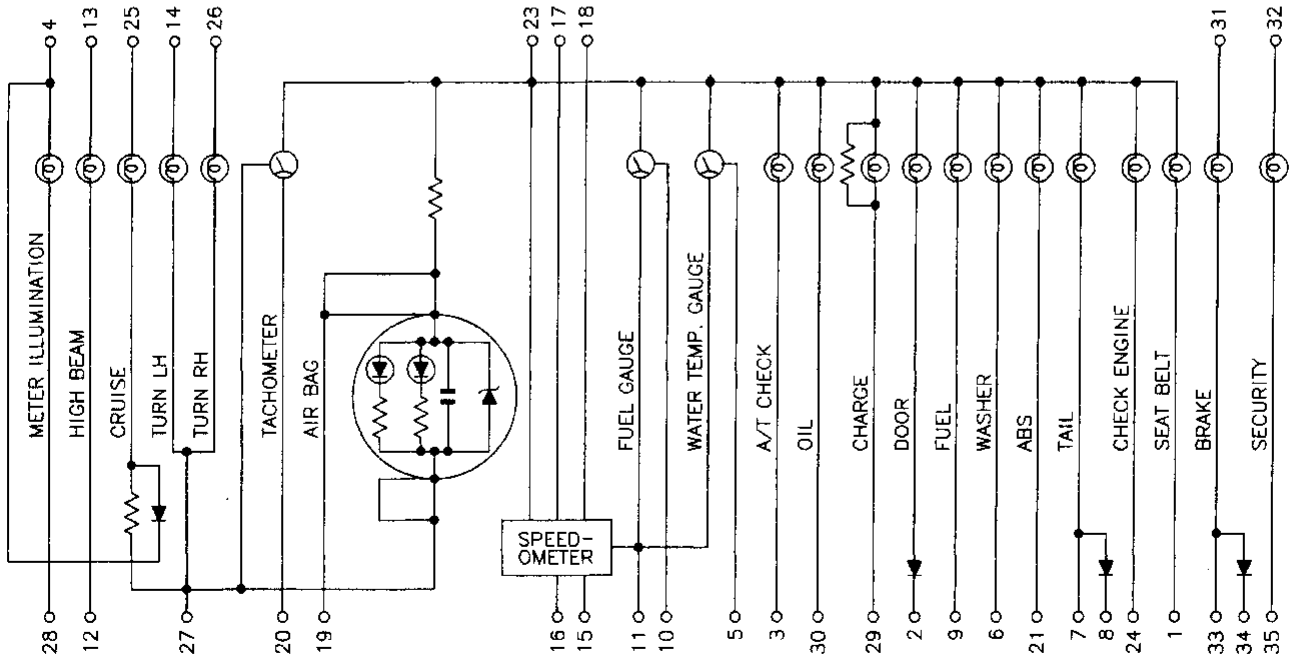 4
13
25
14
26
23
17
18
31
32
METER ILLUMINATION
HIGH BEAM
CRUISE
TURN LH
TURN RH
TACHOMETER
AIR BAG
SPEED-
OMETER
FUEL GAUGE
WATER TEMP. GAUGE
A/T CHECK
OIL
CHARGE
DOOR
FUEL
WASHER
ABS
TAIL
CHECK ENGINE
SEAT BELT
BRAKE
SECURITY
28
12
27
20
19
16
15
11
10
5
3
30
29
2
9
6
21
7
8
24
1
33
34
35